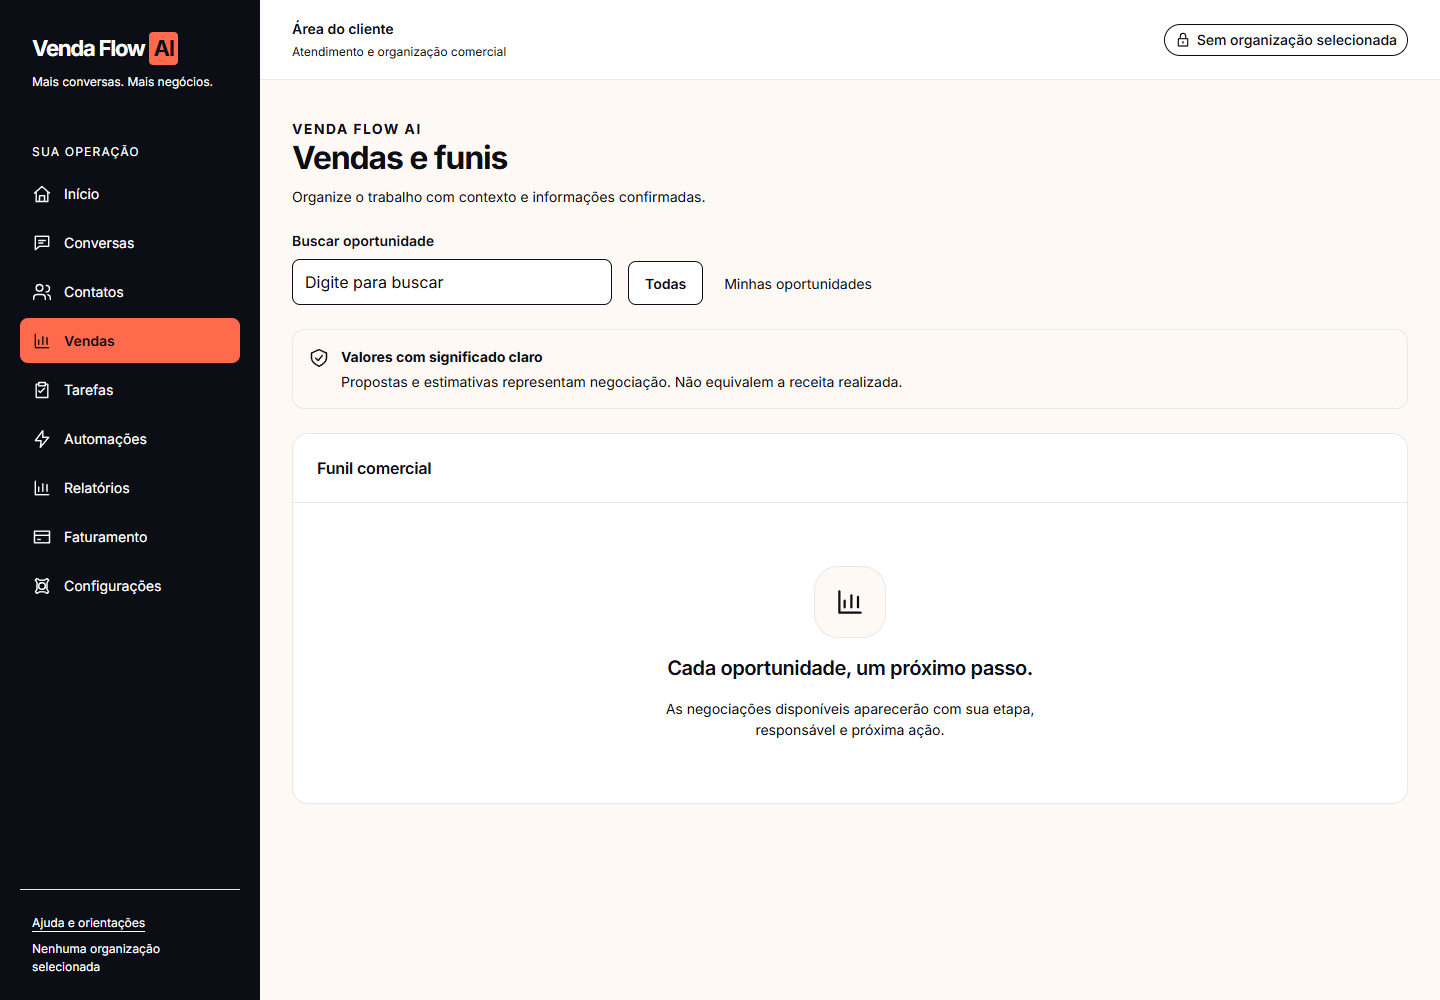 Venda Flow AI
Mais conversas. Mais negócios.
SUA OPERAÇÃO
Início
Conversas
Contatos
Vendas
Tarefas
Automações
Relatórios
Faturamento
Configurações
Ajuda e orientações
Nenhuma organização
selecionada
Área do cliente
Atendimento e organização comercial
Sem organização selecionada
VENDA FLOW AI
Vendas e funis
Organize o trabalho com contexto e informações confirmadas.
Buscar oportunidade
Digite para buscar
Todas
Minhas oportunidades
Valores com significado claro
Propostas e estimativas representam negociação. Não equivalem a receita realizada.
Funil comercial
Cada oportunidade, um próximo passo.
As negociações disponíveis aparecerão com sua etapa,
responsável e próxima ação.